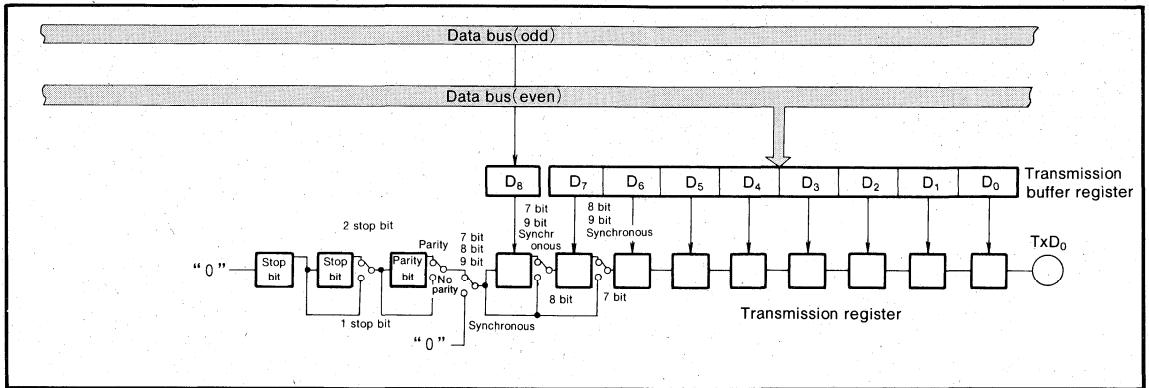 Data bus(odd)
Data bus(even)
D8 D7 D6 D5 D4 D3 D2 D1 D0
Transmission
buffer register
7 bit
9 bit
Synchr
onous
8 bit
9 bit
Synchronous
2 stop bit
Parity
7 bit
8 bit
9 bit
TxD0
"0"
Stop
bit
Stop
bit
Parity
bit
No
parity
8 bit
7 bit
1 stop bit
Synchronous
"0"
Transmission register